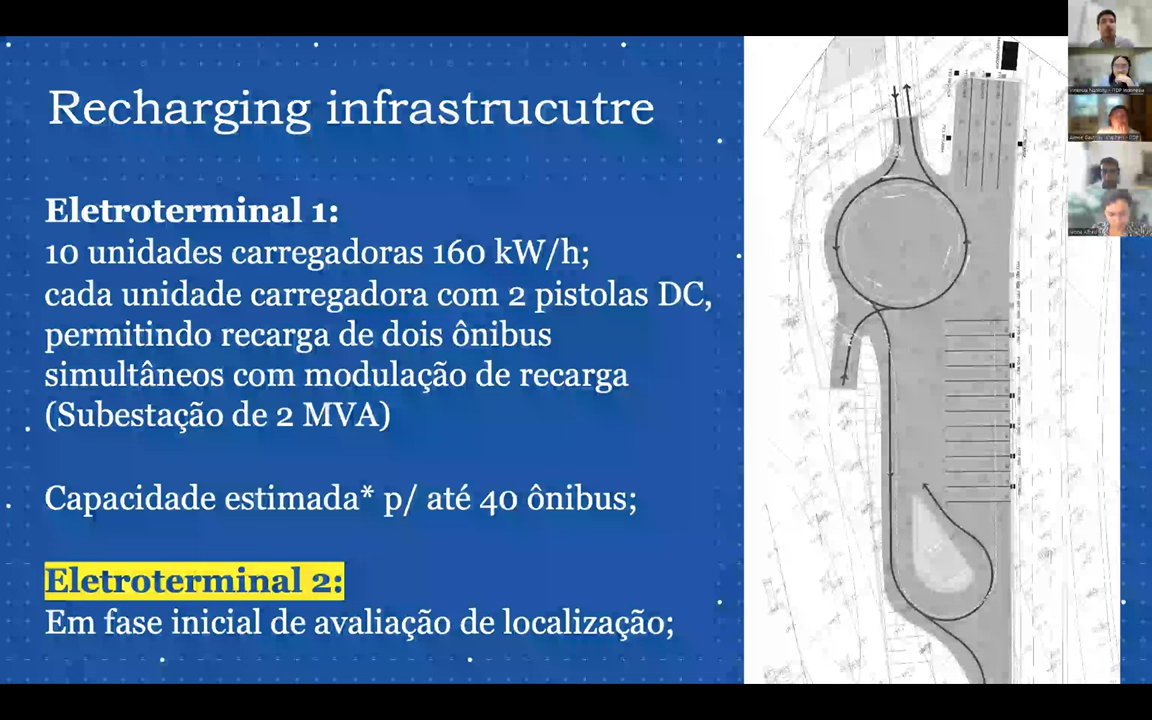 Recharging infrastrucutre
Eletroterminal 1:
10 unidades carregadoras 160 kW/h;
cada unidade carregadora com 2 pistolas DC,
permitindo recarga de dois ônibus
simultâneos com modulação de recarga
(Subestação de 2 MVA)
Capacidade estimada* p/ até 40 ônibus;
Eletroterminal 2:
Em fase inicial de avaliação de localização;